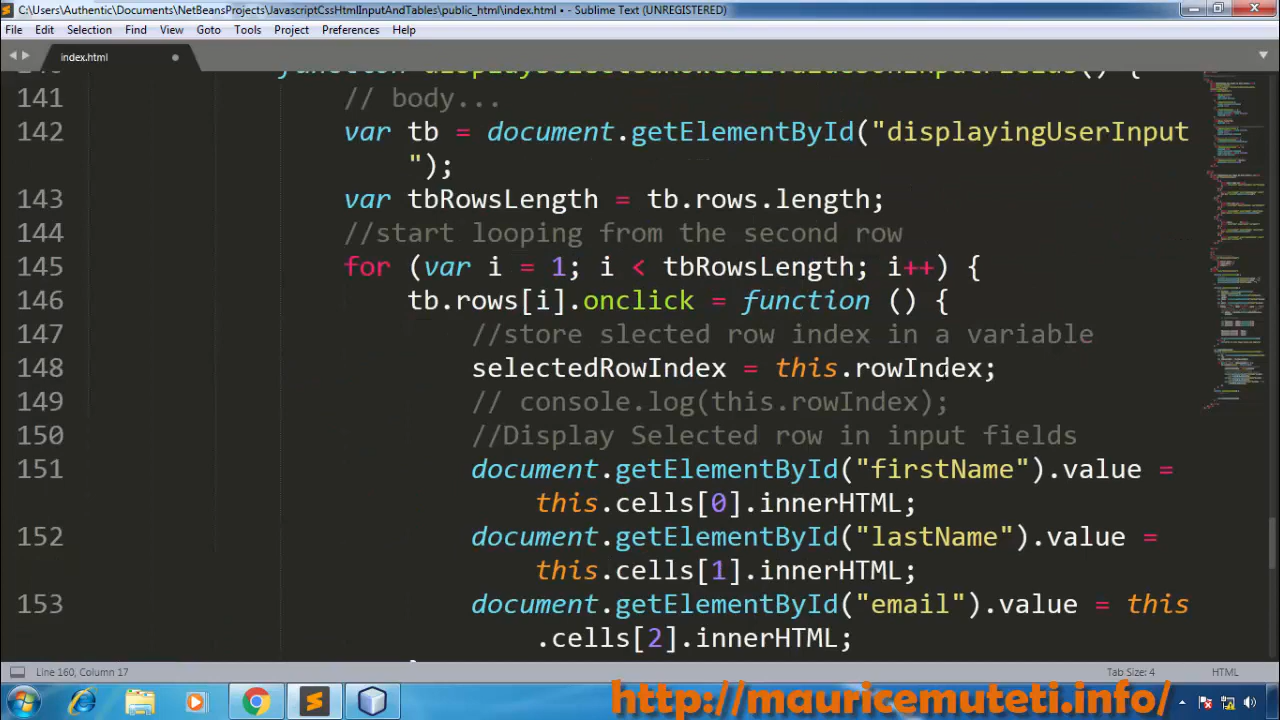 C:\Users\Authentic\Documents\NetBeansProjects\JavascriptCssHtmlInputAndTables\public_html\index.html • - Sublime Text (UNREGISTERED)
File Edit Selection Find View Goto Tools Project Preferences Help
index.html
141 // body...
142 var tb = document.getElementById("displayingUserInput
");
143 var tbRowsLength = tb.rows.length;
144 //start looping from the second row
145 for (var i = 1; i < tbRowsLength; i++) {
146 tb.rows[i].onclick = function () {
147 //store slected row index in a variable
148 selectedRowIndex = this.rowIndex;
149 // console.log(this.rowIndex);
150 //Display Selected row in input fields
151 document.getElementById("firstName").value =
this.cells[0].innerHTML;
152 document.getElementById("lastName").value =
this.cells[1].innerHTML;
153 document.getElementById("email").value = this
.cells[2].innerHTML;
Line 160, Column 17 Tab Size: 4 HTML
http://mauricemuteti.info/